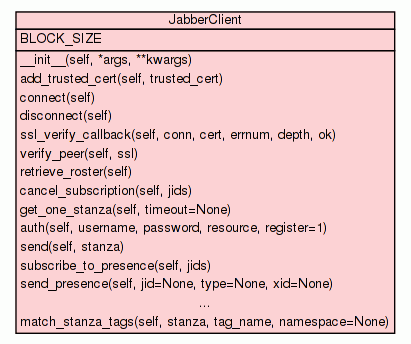 JabberClient
BLOCK_SIZE
__init__(self, *args, **kwargs)
add_trusted_cert(self, trusted_cert)
connect(self)
disconnect(self)
ssl_verify_callback(self, conn, cert, errnum, depth, ok)
verify_peer(self, ssl)
retrieve_roster(self)
cancel_subscription(self, jids)
get_one_stanza(self, timeout=None)
auth(self, username, password, resource, register=1)
send(self, stanza)
subscribe_to_presence(self, jids)
send_presence(self, jid=None, type=None, xid=None)
...
match_stanza_tags(self, stanza, tag_name, namespace=None)